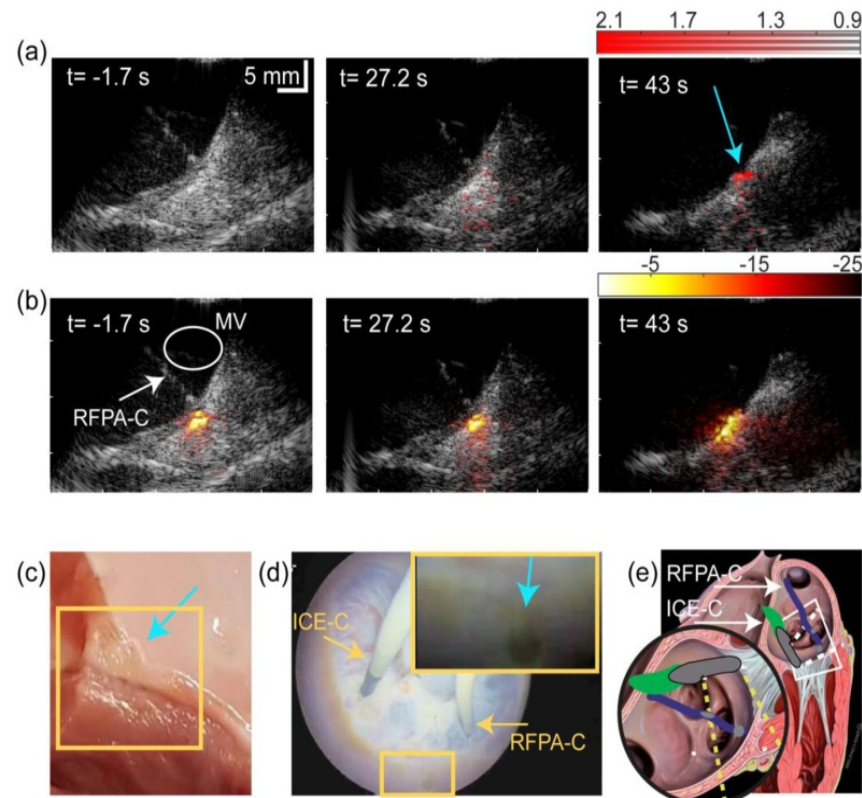 2.1 1.7 1.3 0.9
(a)
t= -1.7 s
5 mm
t= 27.2 s
t= 43 s
-5 -15 -25
(b)
t= -1.7 s
MV
RFPA-C
t= 27.2 s
t= 43 s
(c)
(d)
ICE-C
RFPA-C
(e)
RFPA-C
ICE-C